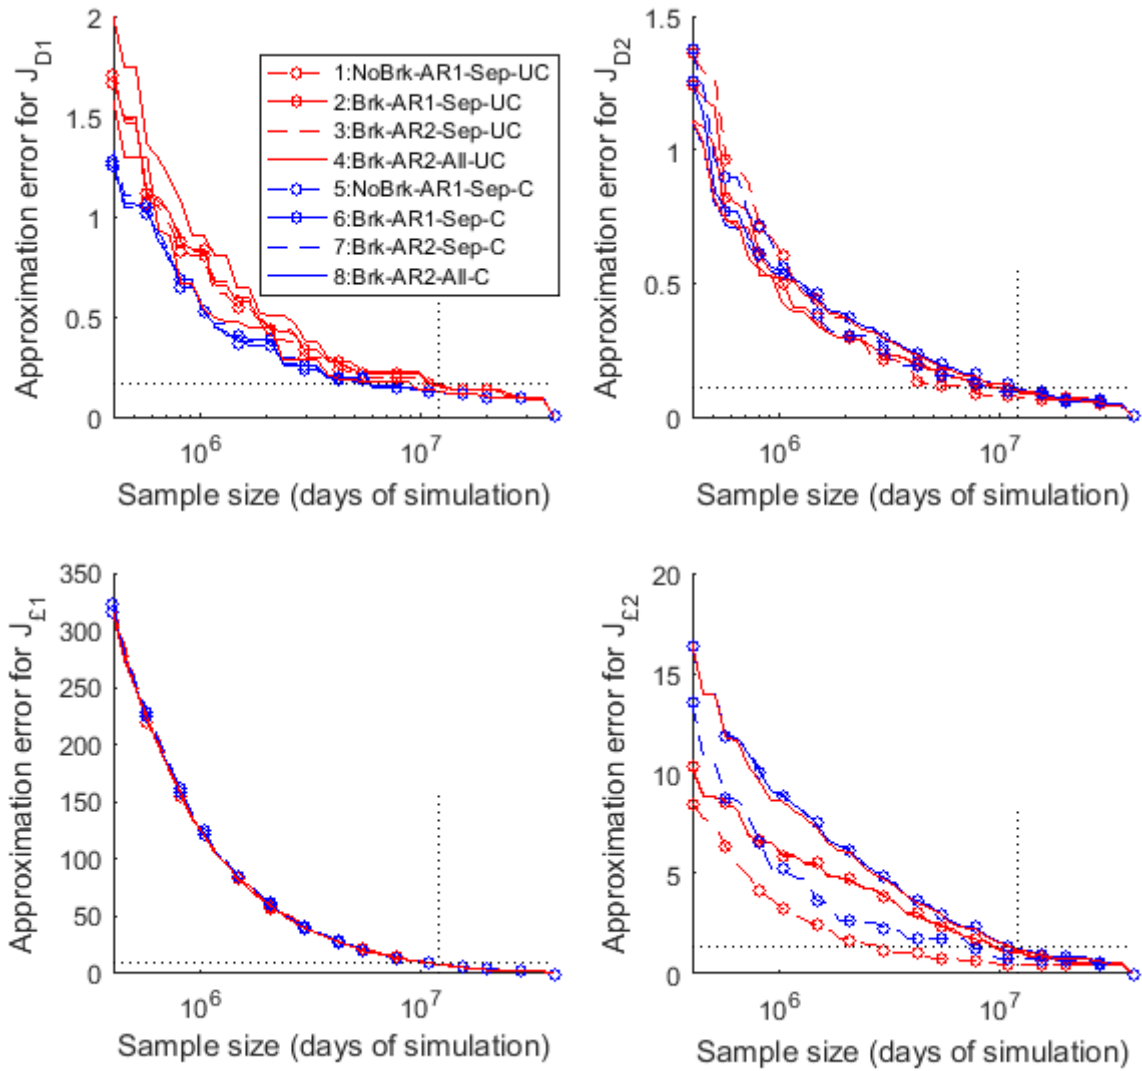 Approximation error for J_D1
2
1.5
1
0.5
0
10^6
10^7
Sample size (days of simulation)
1:NoBrk-AR1-Sep-UC
2:Brk-AR1-Sep-UC
3:Brk-AR2-Sep-UC
4:Brk-AR2-All-UC
5:NoBrk-AR1-Sep-C
6:Brk-AR1-Sep-C
7:Brk-AR2-Sep-C
8:Brk-AR2-All-C
Approximation error for J_D2
1.5
1
0.5
0
10^6
10^7
Sample size (days of simulation)
Approximation error for J_£1
350
300
250
200
150
100
50
0
10^6
10^7
Sample size (days of simulation)
Approximation error for J_£2
20
15
10
5
0
10^6
10^7
Sample size (days of simulation)